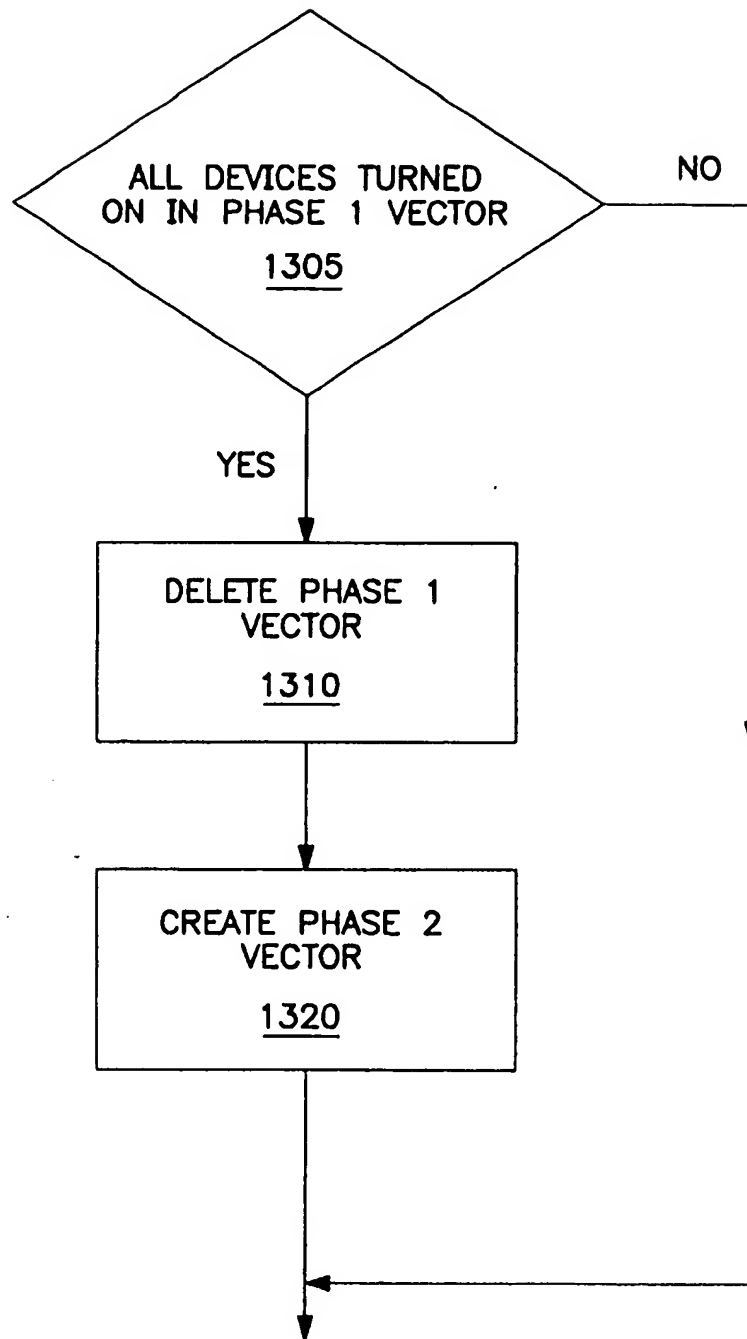 ALL DEVICES TURNED
ON IN PHASE 1 VECTOR
1305
NO
YES
DELETE PHASE 1
VECTOR
1310
CREATE PHASE 2
VECTOR
1320